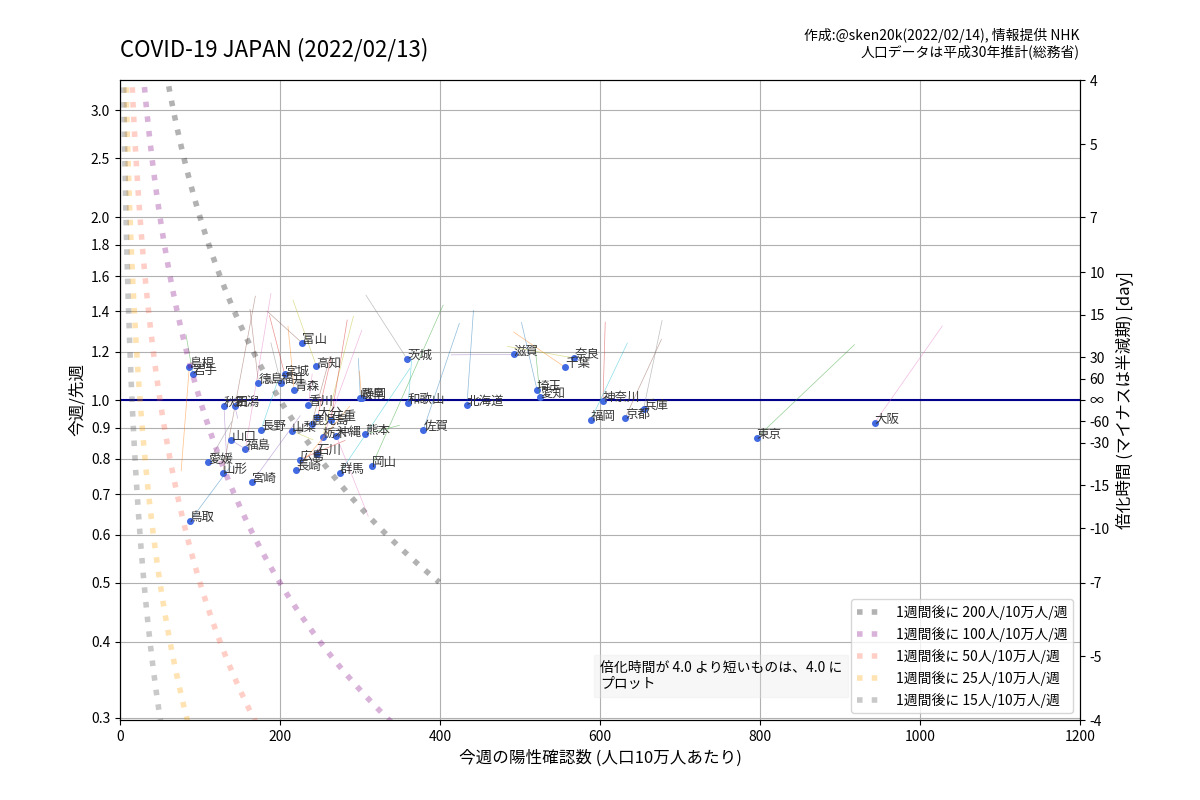 COVID-19 JAPAN (2022/02/13)
作成:@sken20k(2022/02/14), 情報提供 NHK
人口データは平成30年推計(総務省)
今週/先週
3.0
2.5
2.0
1.8
1.6
1.4
1.2
1.0
0.9
0.8
0.7
0.6
0.5
0.4
0.3
4
5
7
10
15
30
60
∞
-60
-30
-15
-10
-7
-5
-4
倍化時間 (マイナスは半減期) [day]
富山
茨城
滋賀
奈良
千葉
島根
岩手
高知
宮城
徳島
福井
青森
埼玉
愛知
神奈川
和歌山
北海道
兵庫
京都
福岡
大阪
東京
秋田
新潟
香川
大分
三重
長野
山梨
栃木
沖縄
熊本
佐賀
山口
福島
石川
広島
長崎
愛媛
山形
宮崎
群馬
岡山
鳥取
倍化時間が 4.0 より短いものは、4.0 に
プロット
1週間後に 200人/10万人/週
1週間後に 100人/10万人/週
1週間後に 50人/10万人/週
1週間後に 25人/10万人/週
1週間後に 15人/10万人/週
0
200
400
600
800
1000
1200
今週の陽性確認数 (人口10万人あたり)